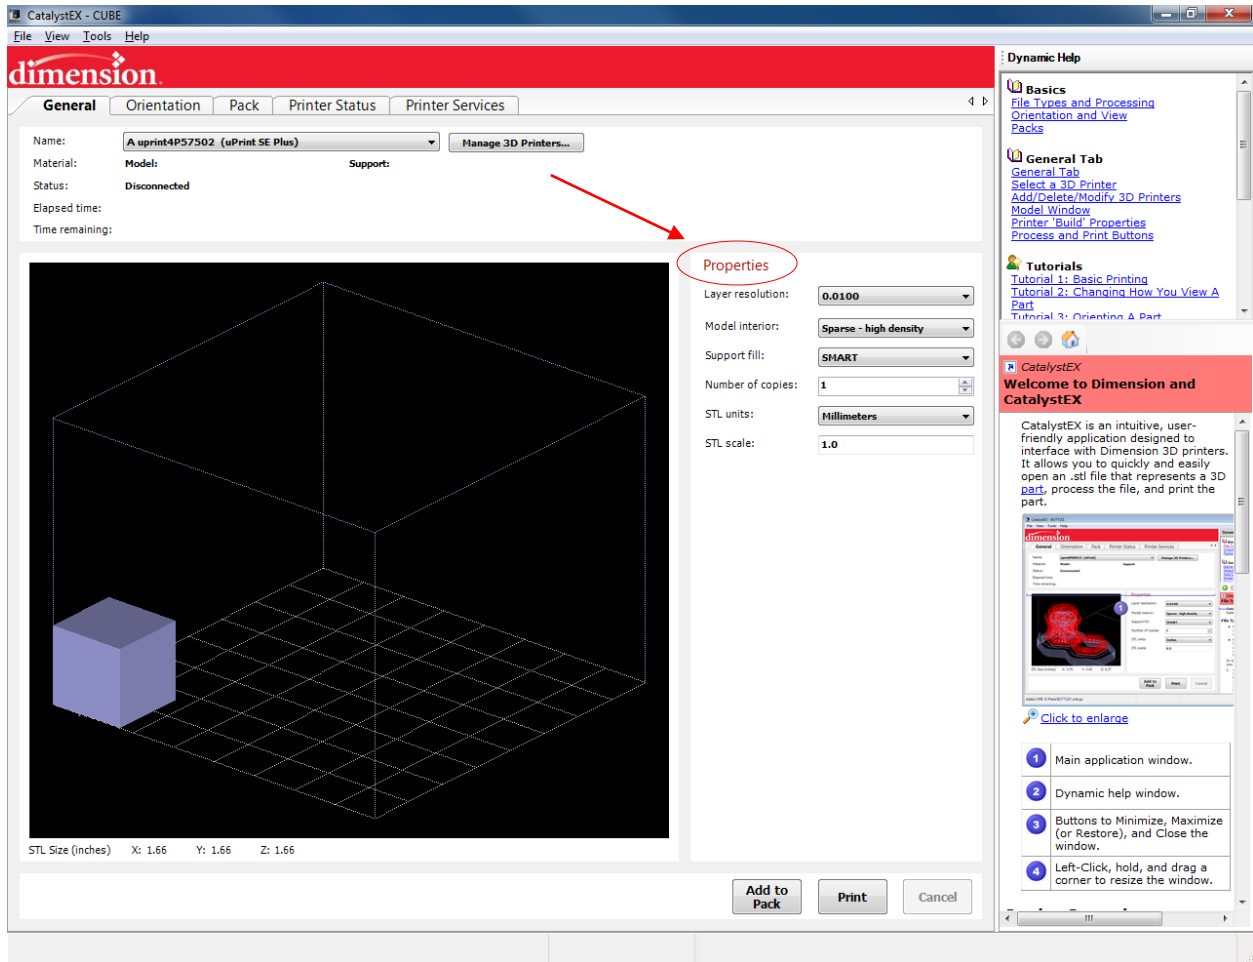 CatalystEX - CUBE
File View Tools Help
dimension
General Orientation Pack Printer Status Printer Services
Name: A uprint4P57502 (uPrint SE Plus) Manage 3D Printers...
Material: Model: Support:
Status: Disconnected
Elapsed time:
Time remaining:
Properties
Layer resolution: 0.0100
Model interior: Sparse - high density
Support fill: SMART
Number of copies: 1
STL units: Millimeters
STL scale: 1.0
STL Size (inches) X: 1.66 Y: 1.66 Z: 1.66
Add to Pack Print Cancel
Dynamic Help
Basics
File Types and Processing
Orientation and View
Packs
General Tab
General Tab
Select a 3D Printer
Add/Delete/Modify 3D Printers
Model Window
Printer 'Build' Properties
Process and Print Buttons
Tutorials
Tutorial 1: Basic Printing
Tutorial 2: Changing How You View A
Part
Tutorial 3: Orienting A Part
CatalystEX
Welcome to Dimension and
CatalystEX
CatalystEX is an intuitive, user-
friendly application designed to
interface with Dimension 3D printers.
It allows you to quickly and easily
open an .stl file that represents a 3D
part, process the file, and print the
part.
Click to enlarge
1 Main application window.
2 Dynamic help window.
3 Buttons to Minimize, Maximize
(or Restore), and Close the
window.
4 Left-Click, hold, and drag a
corner to resize the window.